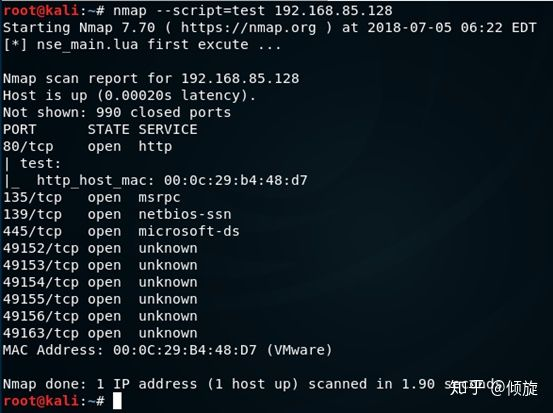 root@kali:~# nmap --script=test 192.168.85.128
Starting Nmap 7.70 ( https://nmap.org ) at 2018-07-05 06:22 EDT
[*] nse_main.lua first excute ...
Nmap scan report for 192.168.85.128
Host is up (0.00020s latency).
Not shown: 990 closed ports
PORT      STATE SERVICE
80/tcp    open  http
| test:
|_  http_host_mac: 00:0c:29:b4:48:d7
135/tcp   open  msrpc
139/tcp   open  netbios-ssn
445/tcp   open  microsoft-ds
49152/tcp open  unknown
49153/tcp open  unknown
49154/tcp open  unknown
49155/tcp open  unknown
49156/tcp open  unknown
49163/tcp open  unknown
MAC Address: 00:0C:29:B4:48:D7 (VMware)
Nmap done: 1 IP address (1 host up) scanned in 1.90 seconds
root@kali:~#
知乎 @倾旋